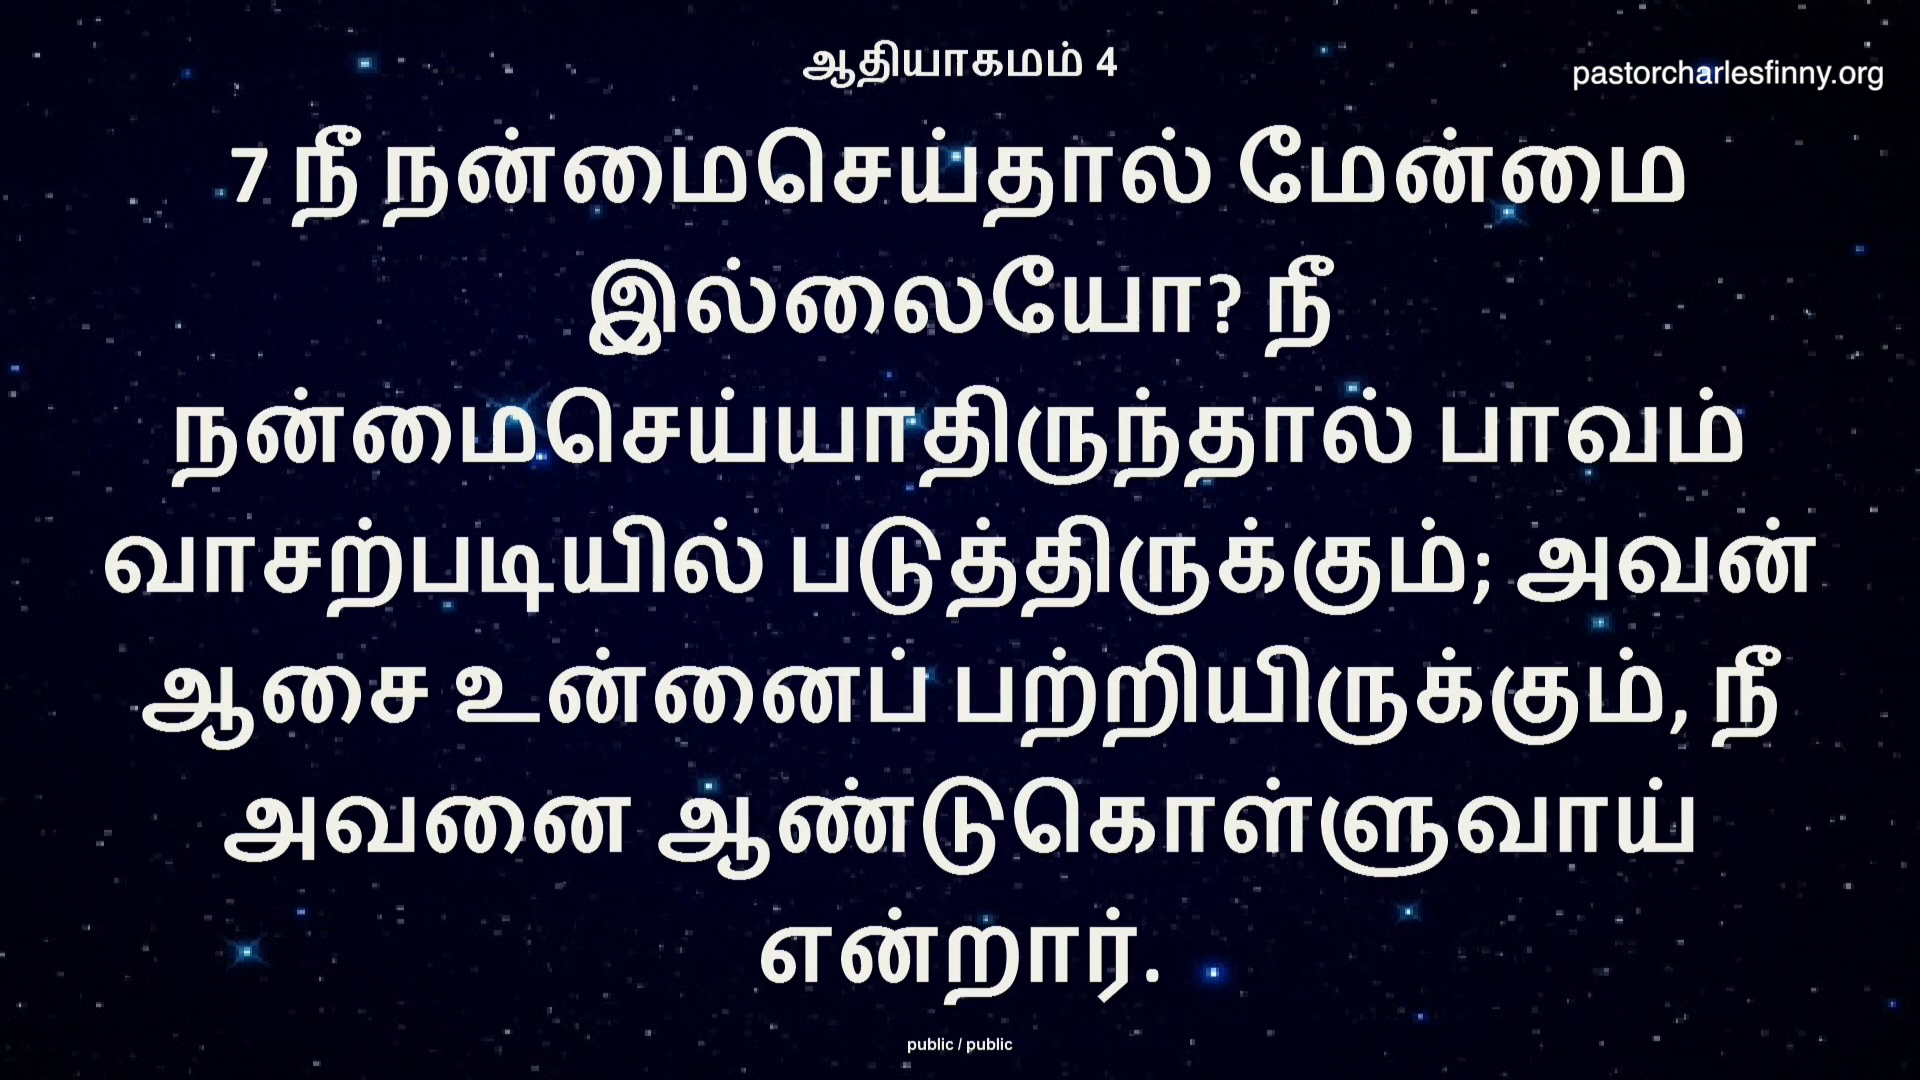 ஆதியாகமம் 4
pastorcharlesfinny.org
7 நீ நன்மைசெய்தால் மேன்மை
இல்லையோ? நீ
நன்மைசெய்யாதிருந்தால் பாவம்
வாசற்படியில் படுத்திருக்கும்; அவன்
ஆசை உன்னைப் பற்றியிருக்கும், நீ
அவனை ஆண்டுகொள்ளுவாய்
என்றார்.
public / public